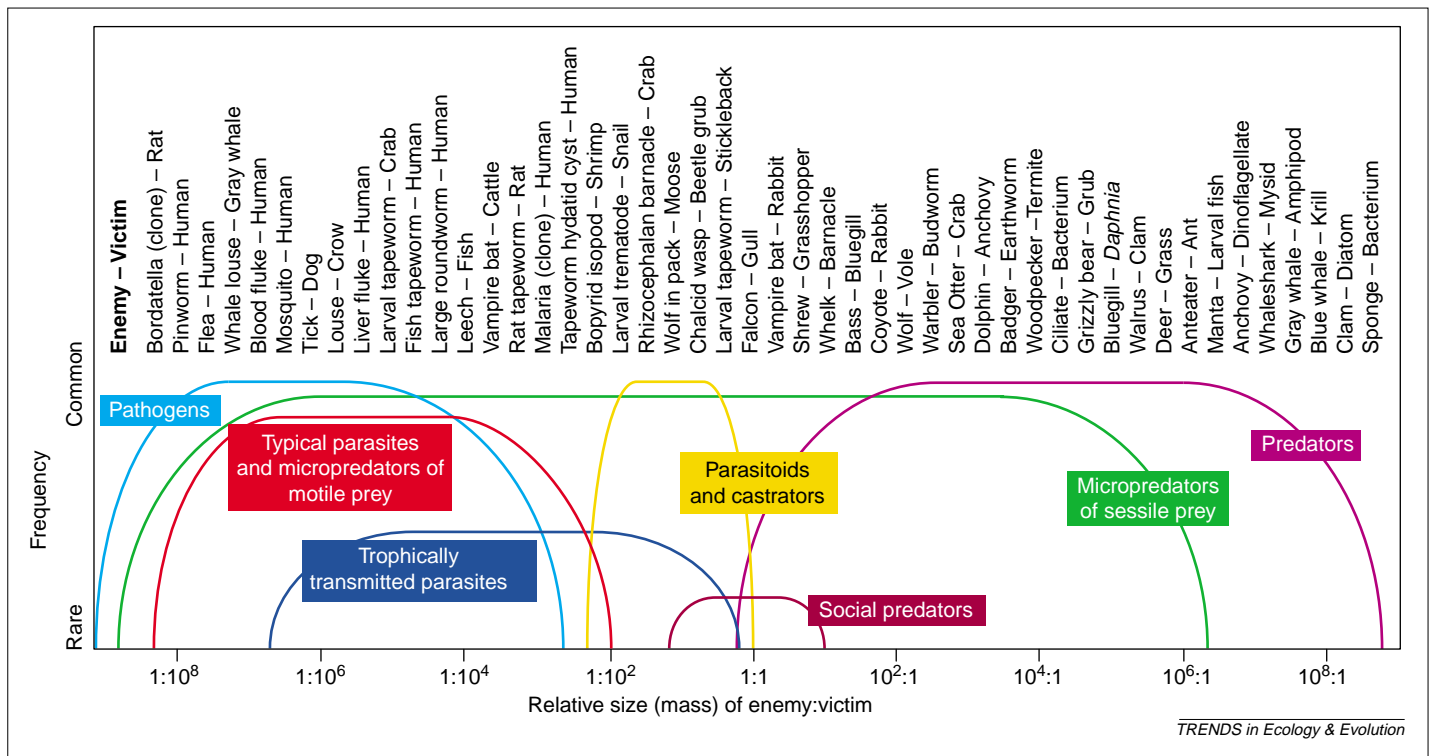 Enemy – Victim
Bordatella (clone) – Rat
Pinworm – Human
Flea – Human
Whale louse – Gray whale
Blood fluke – Human
Mosquito – Human
Tick – Dog
Louse – Crow
Liver fluke – Human
Larval tapeworm – Crab
Fish tapeworm – Human
Large roundworm – Human
Leech – Fish
Vampire bat – Cattle
Rat tapeworm – Rat
Malaria (clone) – Human
Tapeworm hydatid cyst – Human
Bopyrid isopod – Shrimp
Larval trematode – Snail
Rhizocephalan barnacle – Crab
Wolf in pack – Moose
Chalcid wasp – Beetle grub
Larval tapeworm – Stickleback
Falcon – Gull
Vampire bat – Rabbit
Shrew – Grasshopper
Whelk – Barnacle
Bass – Bluegill
Coyote – Rabbit
Wolf – Vole
Warbler – Budworm
Sea Otter – Crab
Dolphin – Anchovy
Badger – Earthworm
Woodpecker –Termite
Ciliate – Bacterium
Grizzly bear – Grub
Bluegill – Daphnia
Walrus – Clam
Deer – Grass
Anteater – Ant
Manta – Larval fish
Anchovy – Dinoflagellate
Whaleshark – Mysid
Gray whale – Amphipod
Blue whale – Krill
Clam – Diatom
Sponge – Bacterium
Frequency
Common
Rare
Pathogens
Typical parasites
and micropredators of
motile prey
Trophically
transmitted parasites
Parasitoids
and castrators
Social predators
Micropredators
of sessile prey
Predators
1:10⁸
1:10⁶
1:10⁴
1:10²
1:1
10²:1
10⁴:1
10⁶:1
10⁸:1
Relative size (mass) of enemy:victim
TRENDS in Ecology & Evolution